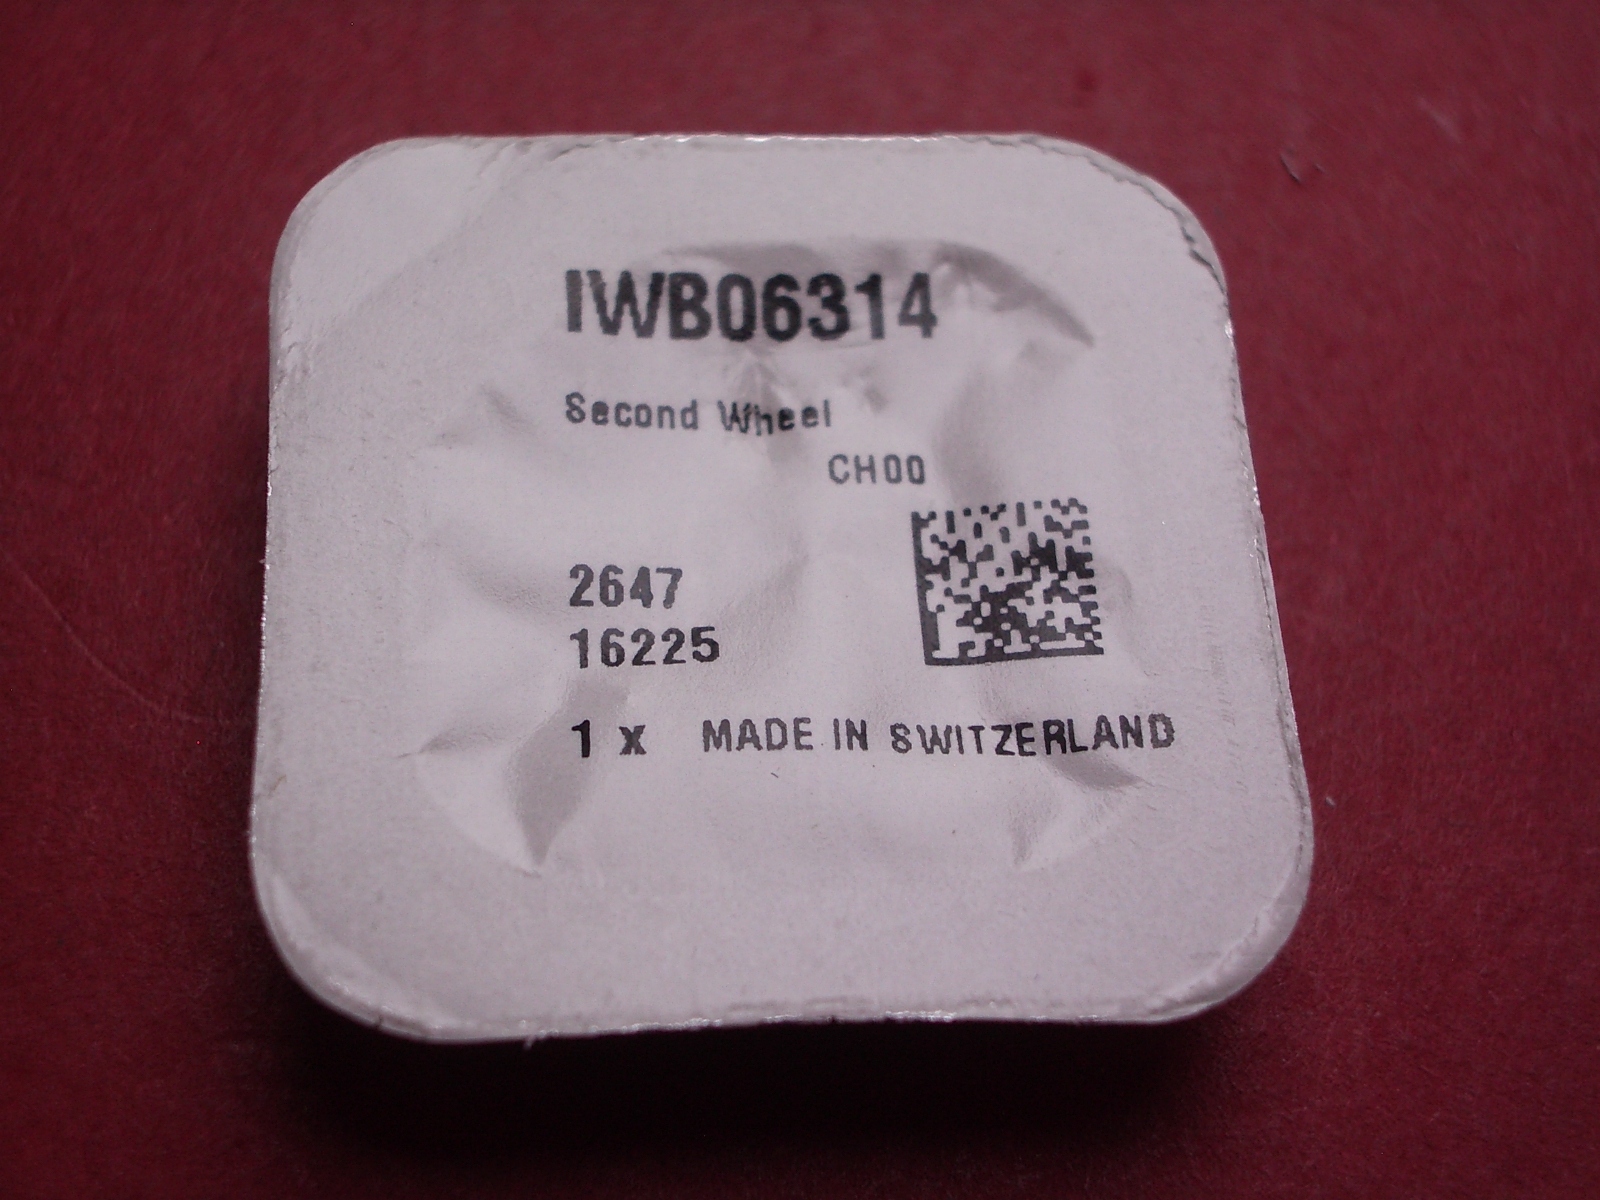 IWB06314
Second Wheel
CH00
2647
16225
1 x MADE IN SWITZERLAND